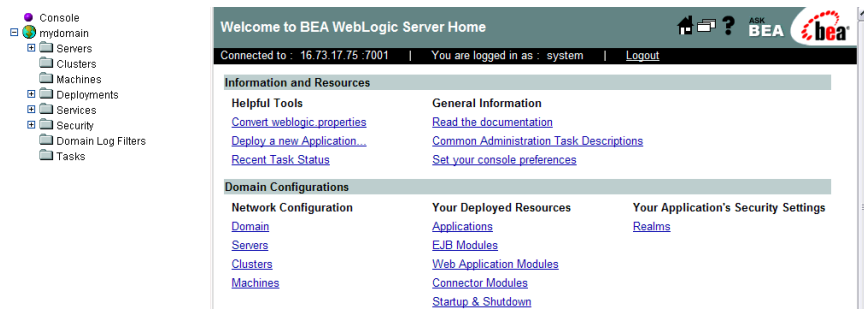 Console
mydomain
Servers
Clusters
Machines
Deployments
Services
Security
Domain Log Filters
Tasks
Welcome to BEA WebLogic Server Home
?
ASK
BEA
bea
Connected to : 16.73.17.75 :7001 | You are logged in as : system | Logout
Information and Resources
Helpful Tools General Information
Convert weblogic.properties Read the documentation
Deploy a new Application... Common Administration Task Descriptions
Recent Task Status Set your console preferences
Domain Configurations
Network Configuration Your Deployed Resources Your Application's Security Settings
Domain Applications Realms
Servers EJB Modules
Clusters Web Application Modules
Machines Connector Modules
Startup & Shutdown